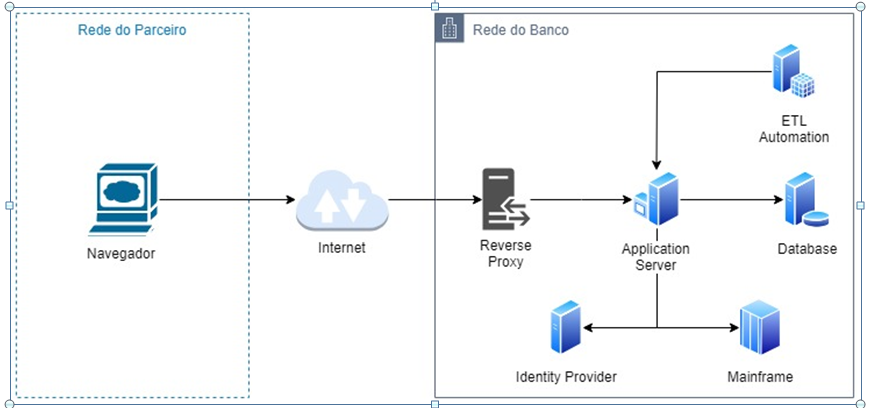 Rede do Parceiro
Rede do Banco
ETL
Automation
Navegador
Internet
Reverse
Proxy
Application
Server
Database
Identity Provider
Mainframe